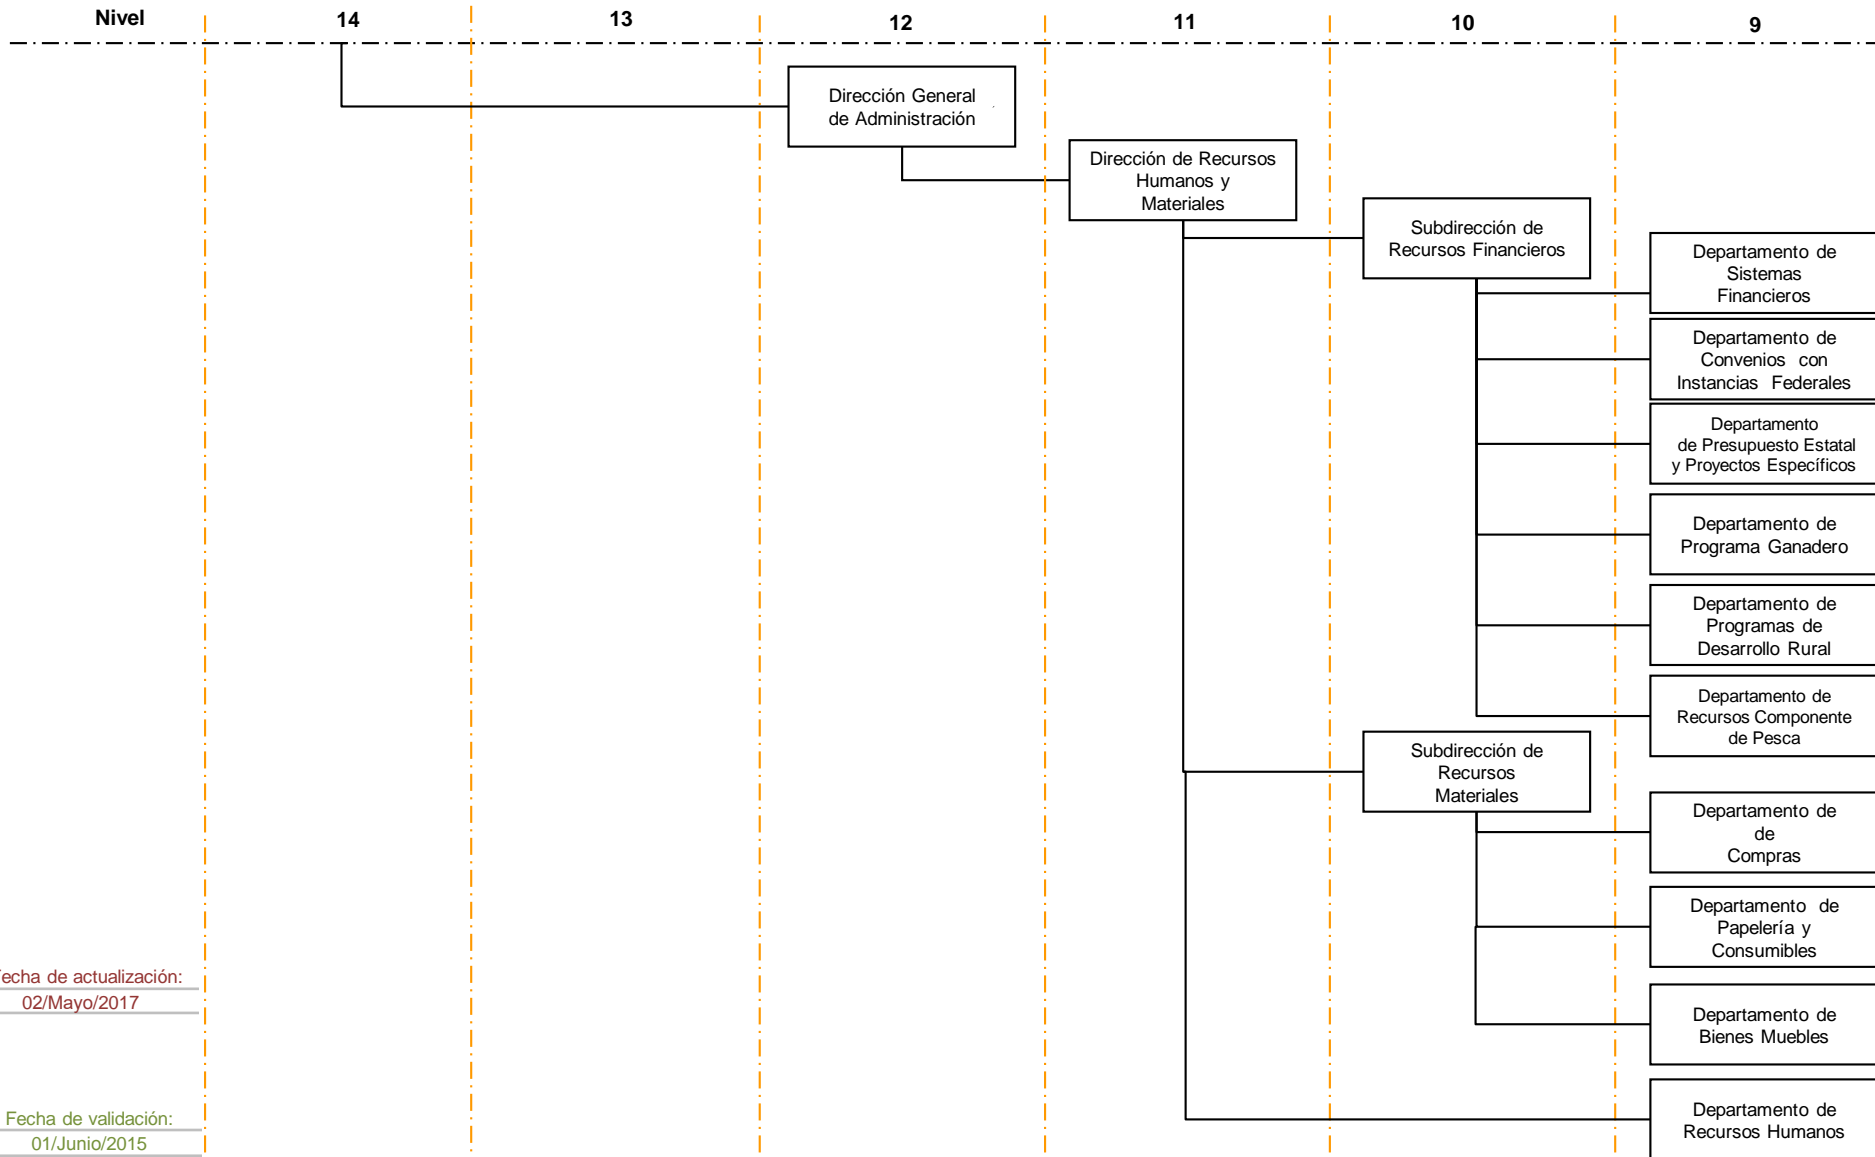 Nivel
14
13
12
11
10
9
Dirección General
de Administración
Dirección de Recursos
Humanos y
Materiales
Subdirección de
Recursos Financieros
Departamento de
Sistemas
Financieros
Departamento de
Convenios con
Instancias Federales
Departamento
de Presupuesto Estatal
y Proyectos Específicos
Departamento de
Programa Ganadero
Departamento de
Programas de
Desarrollo Rural
Departamento de
Recursos Componente
de Pesca
Subdirección de
Recursos
Materiales
Departamento de
de
Compras
Departamento de
Papelería y
Consumibles
Departamento de
Bienes Muebles
Departamento de
Recursos Humanos
echa de actualización:
02/Mayo/2017
Fecha de validación:
01/Junio/2015